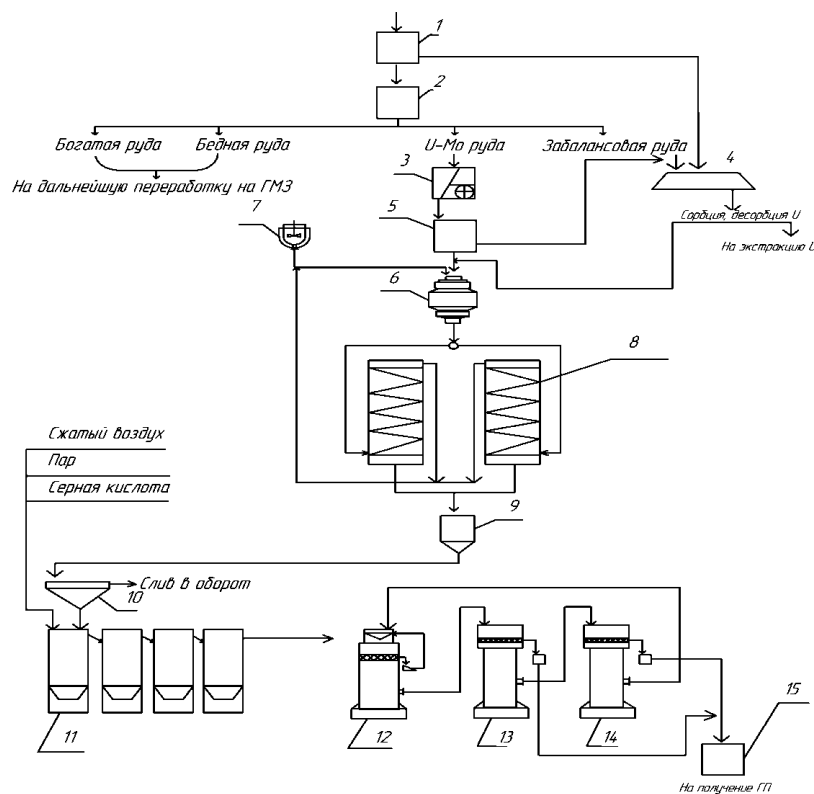 1
2
Богатая руда
Бедная руда
U-Mo руда
Забалансовая руда
3
4
На дальнейшую переработку на ГМЗ
7
5
Сорбция, десорбция U
На экстракцию U
6
8
Сжатый воздух
Пар
Серная кислота
9
Слив в оборот
10
11
12
13
14
15
На получение ГП